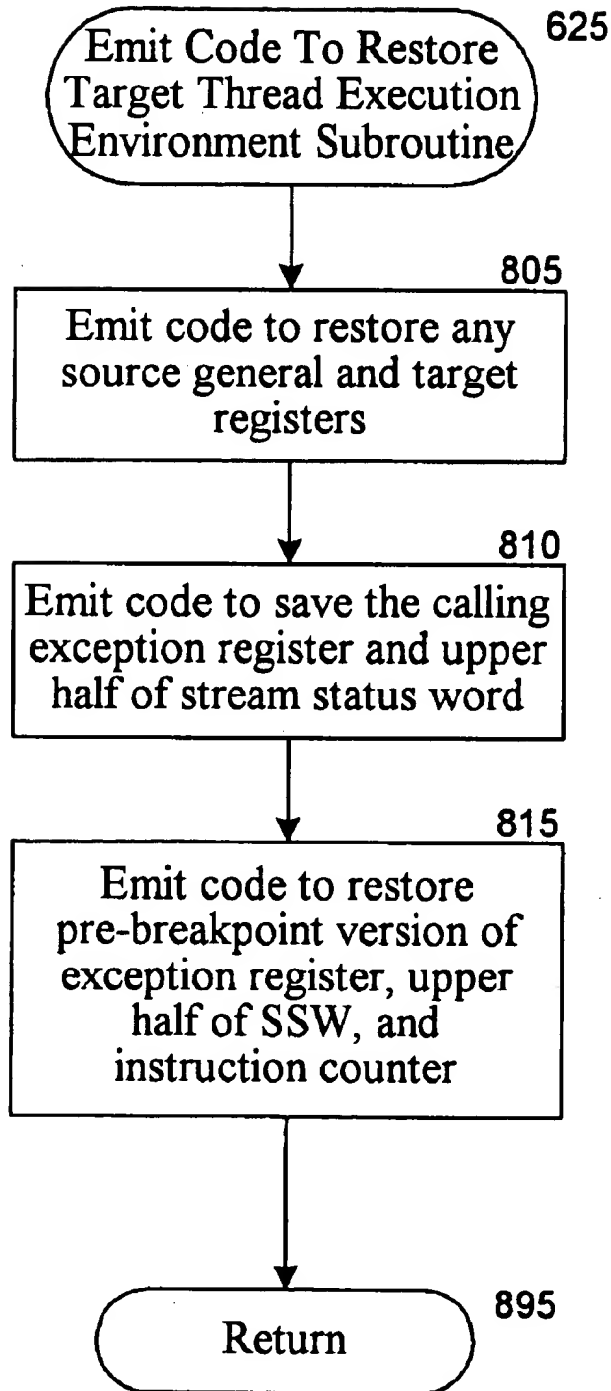 625
Emit Code To Restore
Target Thread Execution
Environment Subroutine
805
Emit code to restore any
source general and target
registers
810
Emit code to save the calling
exception register and upper
half of stream status word
815
Emit code to restore
pre-breakpoint version of
exception register, upper
half of SSW, and
instruction counter
895
Return